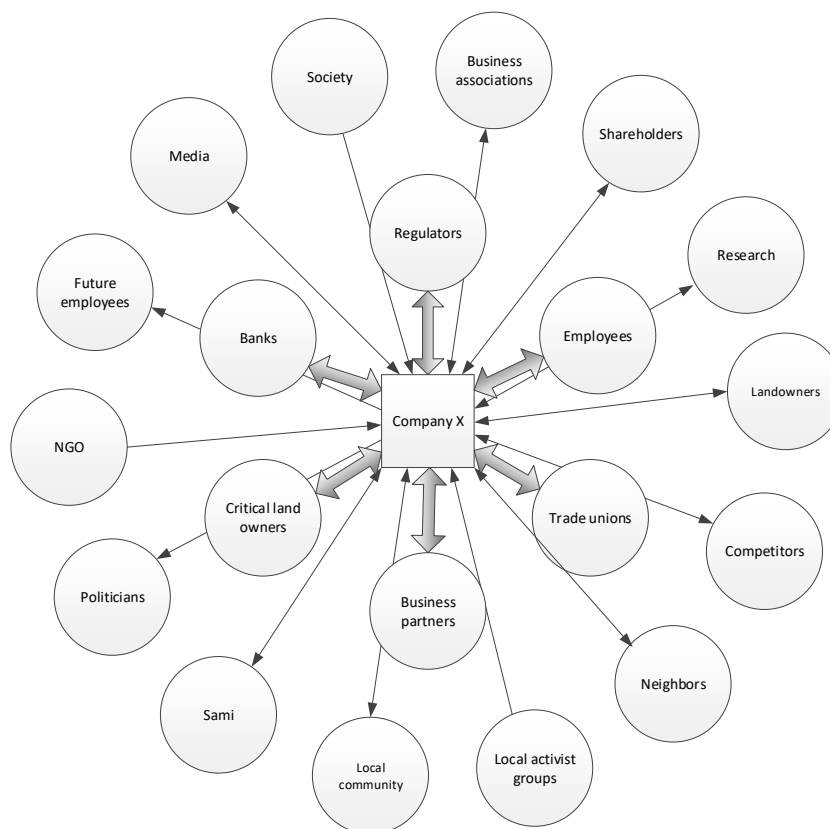 Society
Business
associations
Shareholders
Media
Regulators
Research
Future
employees
Banks
Employees
Landowners
Company X
NGO
Critical land
owners
Trade unions
Competitors
Politicians
Business
partners
Neighbors
Sami
Local
community
Local activist
groups